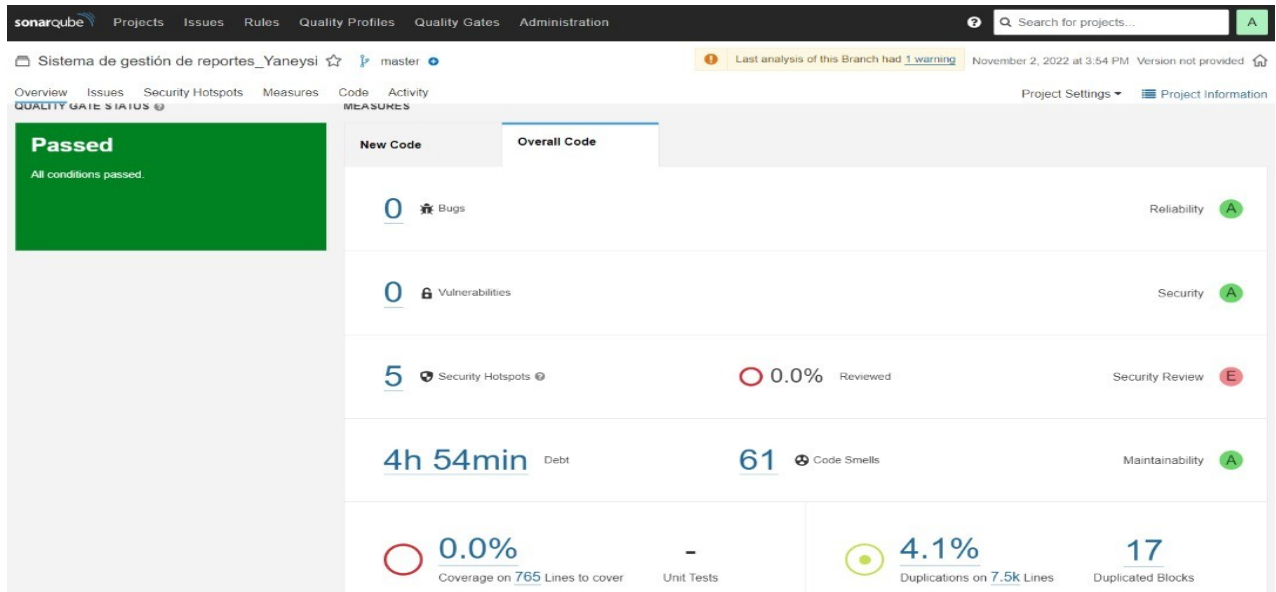 sonarqube Projects Issues Rules Quality Profiles Quality Gates Administration ? Search for projects... A
Sistema de gestión de reportes_Yaneysi master Last analysis of this Branch had 1 warning November 2, 2022 at 3:54 PM Version not provided
Overview Issues Security Hotspots Measures Code Activity Project Settings Project Information
QUALITY GATE STATUS MEASURES
Passed
All conditions passed.
New Code Overall Code
0 Bugs Reliability A
0 Vulnerabilities Security A
5 Security Hotspots 0.0% Reviewed Security Review E
4h 54min Debt 61 Code Smells Maintainability A
0.0% - 4.1% 17
Coverage on 765 Lines to cover Unit Tests Duplications on 7.5k Lines Duplicated Blocks